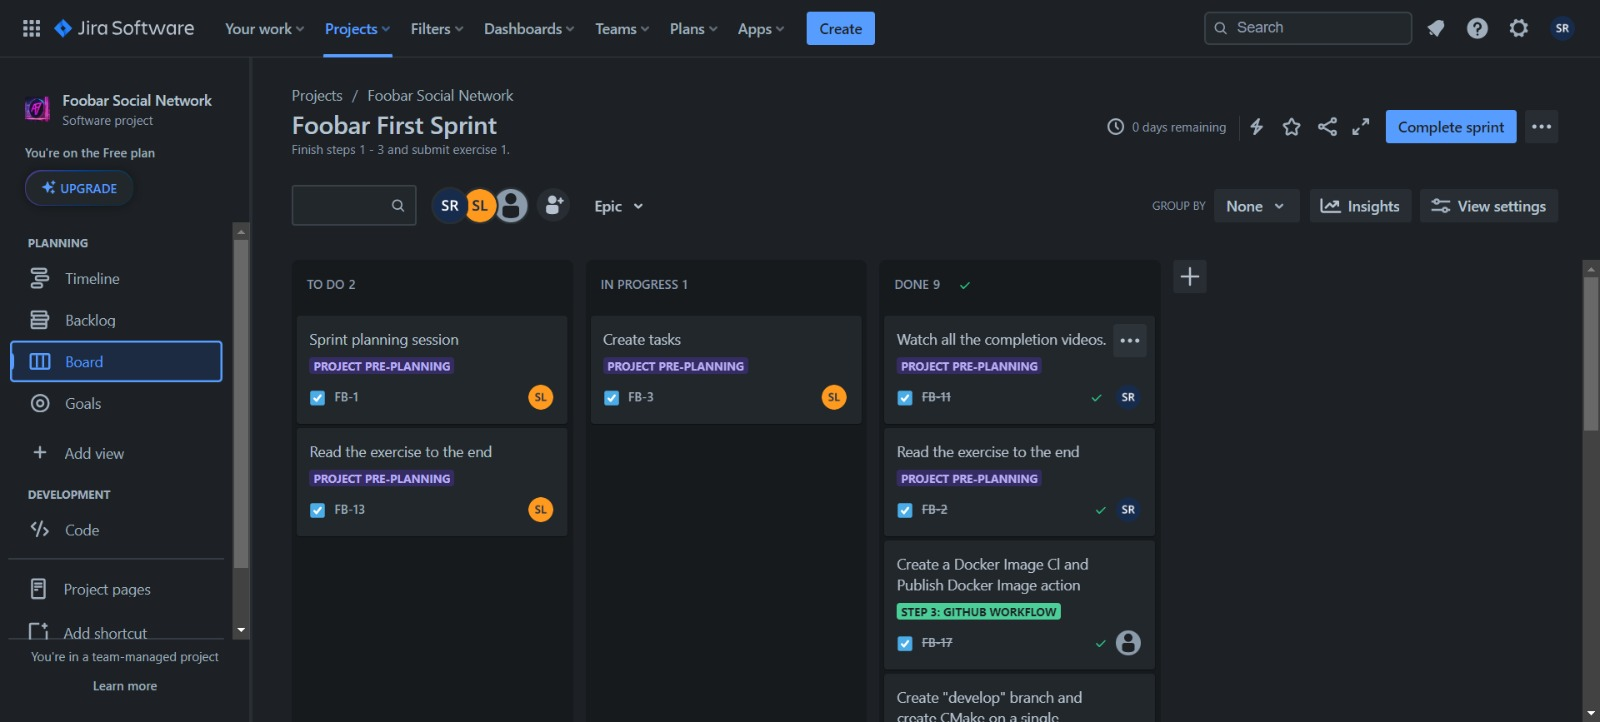 Jira Software
Your work
Projects
Filters
Dashboards
Teams
Plans
Apps
Create
Search
SR
Foobar Social Network
Software project
You're on the Free plan
UPGRADE
PLANNING
Timeline
Backlog
Board
Goals
Add view
DEVELOPMENT
Code
Project pages
Add shortcut
You're in a team-managed project
Learn more
Projects / Foobar Social Network
Foobar First Sprint
Finish steps 1 - 3 and submit exercise 1.
0 days remaining
Complete sprint
SR
SL
Epic
GROUP BY
None
Insights
View settings
TO DO 2
Sprint planning session
PROJECT PRE-PLANNING
FB-1
SL
Read the exercise to the end
PROJECT PRE-PLANNING
FB-13
SL
IN PROGRESS 1
Create tasks
PROJECT PRE-PLANNING
FB-3
SL
DONE 9
Watch all the completion videos.
PROJECT PRE-PLANNING
FB-11
SR
Read the exercise to the end
PROJECT PRE-PLANNING
FB-2
SR
Create a Docker Image CI and
Publish Docker Image action
STEP 3: GITHUB WORKFLOW
FB-17
Create "develop" branch and
create CMake on a single